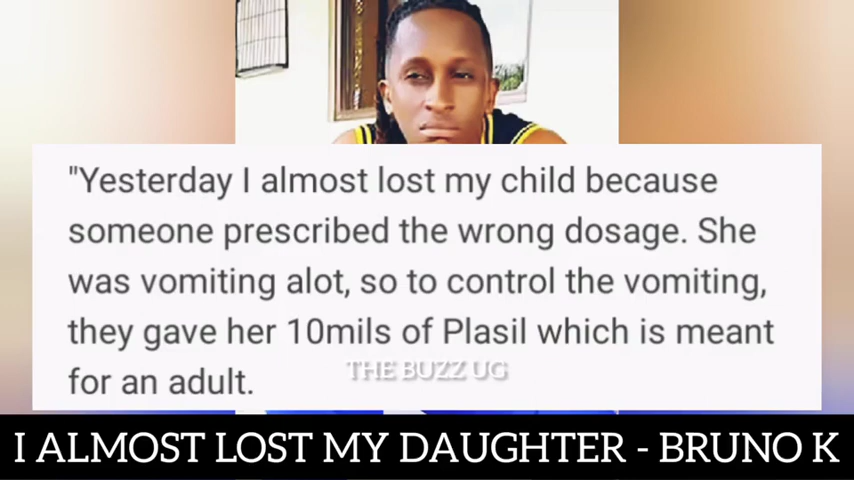 "Yesterday I almost lost my child because
someone prescribed the wrong dosage. She
was vomiting alot, so to control the vomiting,
they gave her 10mils of Plasil which is meant
for an adult.
THE BUZZ UG
I ALMOST LOST MY DAUGHTER - BRUNO K